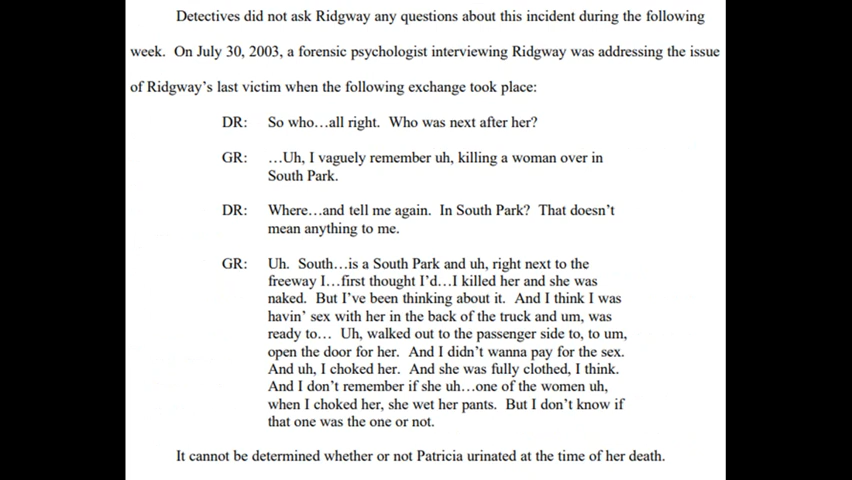 Detectives did not ask Ridgway any questions about this incident during the following
week. On July 30, 2003, a forensic psychologist interviewing Ridgway was addressing the issue
of Ridgway's last victim when the following exchange took place:
DR: So who…all right. Who was next after her?
GR: …Uh, I vaguely remember uh, killing a woman over in
South Park.
DR: Where…and tell me again. In South Park? That doesn't
mean anything to me.
GR: Uh. South…is a South Park and uh, right next to the
freeway I…first thought I'd…I killed her and she was
naked. But I've been thinking about it. And I think I was
havin' sex with her in the back of the truck and um, was
ready to… Uh, walked out to the passenger side to, to um,
open the door for her. And I didn't wanna pay for the sex.
And uh, I choked her. And she was fully clothed, I think.
And I don't remember if she uh…one of the women uh,
when I choked her, she wet her pants. But I don't know if
that one was the one or not.
It cannot be determined whether or not Patricia urinated at the time of her death.